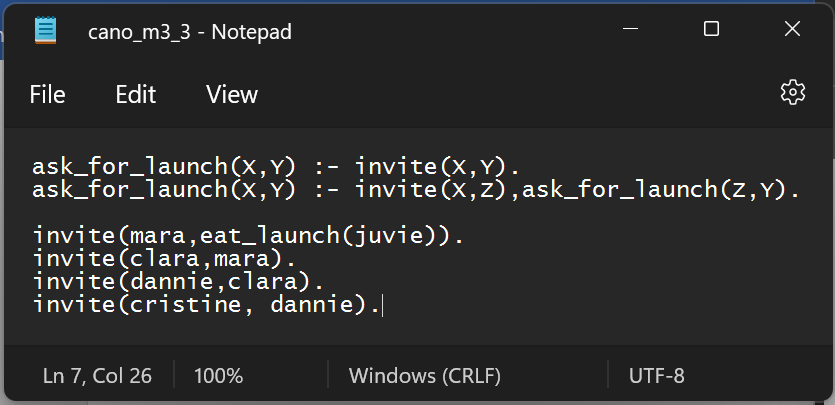 cano_m3_3 - Notepad
File Edit View
ask_for_launch(X,Y) :- invite(X,Y).
ask_for_launch(X,Y) :- invite(X,Z),ask_for_launch(Z,Y).
invite(mara,eat_launch(juvie)).
invite(clara,mara).
invite(dannie,clara).
invite(cristine, dannie).
Ln 7, Col 26 100% Windows (CRLF) UTF-8